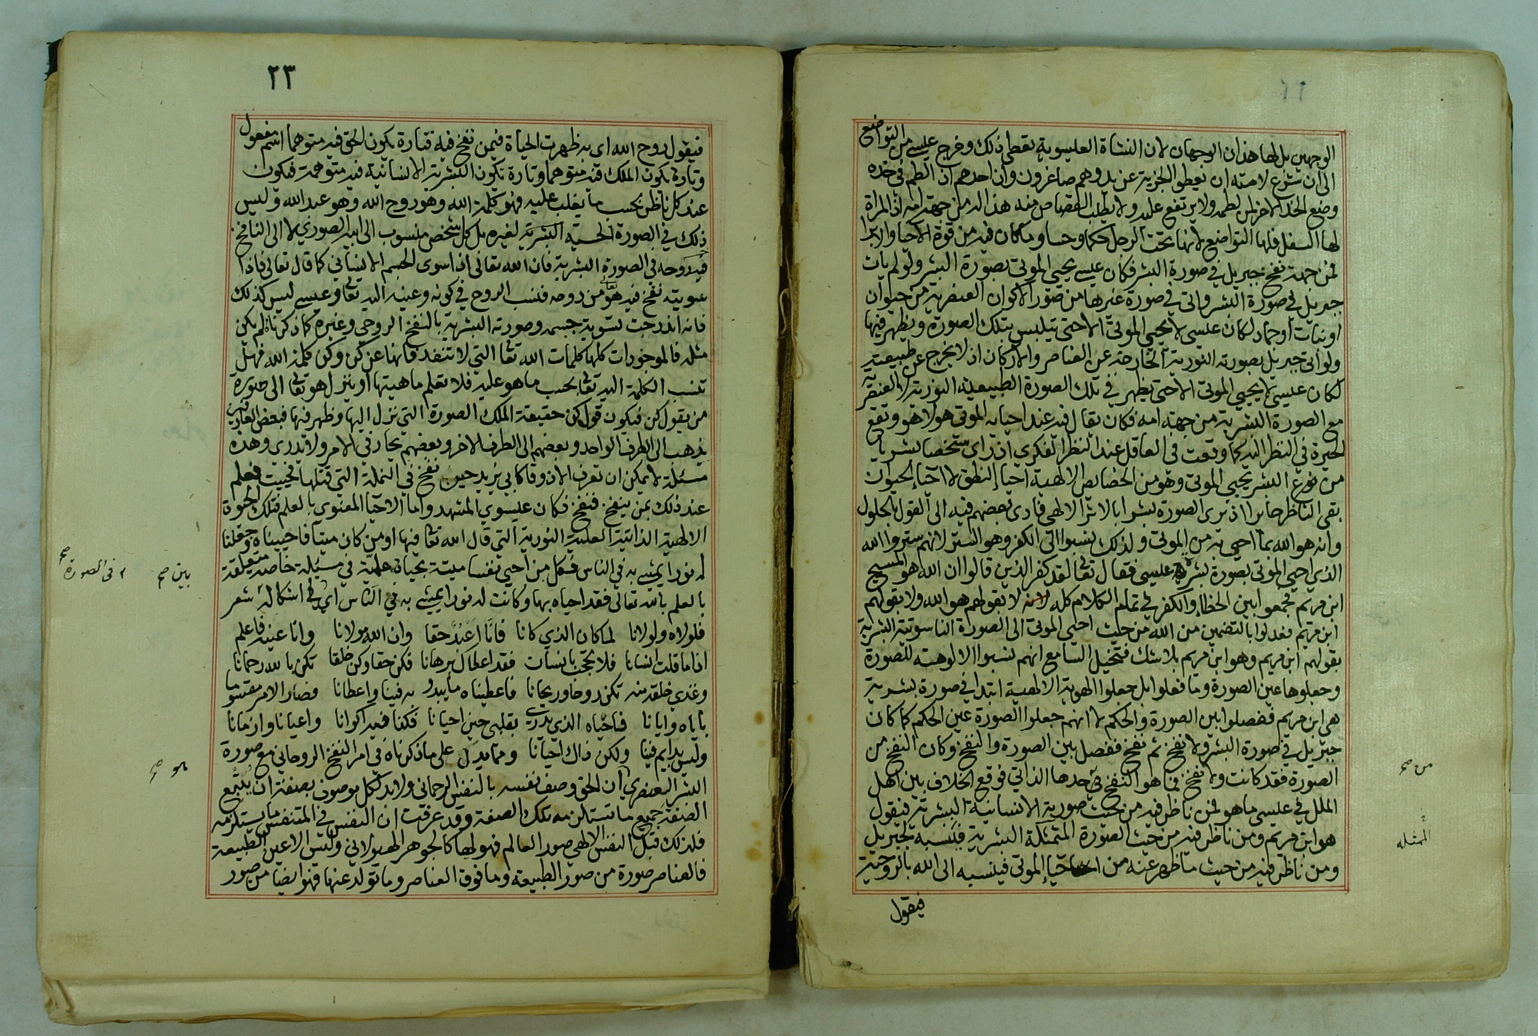 الوجهين بل لها هذان الوجهان لان النشاة العليسوية تعطي ذلك وخرج عيسى من التواضع
الى ان شرع لامته ان يعطوا الجزية عن يد وهم صاغرون وان احدهم اذا لطم في خده
وضع الخد الاخر لمن لطمه ولا يرتفع عليه ولا يطلب القصاص منه هذا له من جهة امه اذ المراة
لها السفل فلها التواضع لانها تحت الرجل حكما وحسا وما كان فيه من قوة الاحيا والابرا
فمن جهة نفخ جبريل في صورة البشر فكان عيسى يحيي الموتى بصورة البشر ولو لم يات
جبريل في صورة البشر واتى في صورة غيرها من صور الاكوان العنصرية من حيوان
او نبات او جماد لكان عيسى لا يحيي الموتى الا حتى يتلبس بتلك الصورة ويظهر فيها
ولو اتى جبريل بصورته النورية الخارجة عن العناصر والاركان اذ لا يخرج عن طبيعته
لكان عيسى لا يحيي الموتى الا حتى يظهر في تلك الصورة الطبيعية النورية لا العنصرية
مع الصورة البشرية من جهة امه فكان يقال فيه عند احيائه الموتى هو لا هو وتقع
الحيرة في النظر اليه كما وقعت في العاقل عند النظر الفكري اذا راى شخصا بشريا
من نوع البشر يحيي الموتى وهو من الخصائص الالهية احيا النطق لا احيا الحيوان
بقي الناظر حائرا اذ يرى الصورة بشرا بالاثر الالهي فادى بعضهم فيه الى القول بالحلول
وانه هو الله بما احيى به من الموتى ولذلك نسبوا الى الكفر وهو الستر لانهم ستروا الله
الذي احيى الموتى بصورة بشرية عيسى فقال تعالى لقد كفر الذين قالوا ان الله هو المسيح
ابن مريم فجمعوا بين الخطا والكفر في تمام الكلام كله لانه لا بقولهم هو الله ولا بقولهم
ابن مريم فعدلوا بالتضمين من الله من حيث احيى الموتى الى الصورة الناسوتية البشرية
بقولهم ابن مريم وهو ابن مريم بلا شك فتخيل السامع انهم نسبوا الالوهية للصورة
وجعلوها عين الصورة وما فعلوا بل جعلوا الهوية الالهية ابتدا في صورة بشرية
هي ابن مريم ففصلوا بين الصورة والحكم لا انهم جعلوا الصورة عين الحكم كما كان
جبريل في صورة البشر ولا نفخ ثم نفخ ففصل بين الصورة والنفخ وكان النفخ من
الصورة فقد كانت ولا نفخ فما هو النفخ في حدها الذاتي فوقع الخلاف بين اهل
الملل في عيسى ما هو فمن ناظر فيه من حيث صورته الانسانية البشرية فيقول
هو ابن مريم ومن ناظر فيه من حيث الصورة المتمثلة البشرية فينسبه لجبريل
ومن ناظر فيه من حيث ما ظهر عنه من احيا الموتى فينسبه الى الله بالروحية
فيقول
من صح
الممثلة
٢٣
فيقول روح الله اي به ظهرت الحياة فيمن نفخ فيه فتارة يكون الحق فيه متوهما اسم مفعول
وتارة يكون الملك فيه متوهما وتارة تكون البشرية الانسانية فيه متوهمة فيكون
عند كل ناظر بحسب ما يغلب عليه فهو كلمة الله وهو روح الله وهو عبد الله وليس
ذلك في الصورة الحسية البشرية لغيره بل كل شخص منسوب الى ابيه الصوري لا الى النافخ
فيه روحه في الصورة البشرية فان الله تعالى اذا سوى الجسم الانساني كما قال تعالى فاذا
سويته نفخ فيه هو من روحه فنسب الروح في كونه وعينه اليه تعالى وعيسى ليس كذلك
فانه اندرجت تسوية جسمه وصورته البشرية بالنفخ الروحي وغيره كما ذكرناه لم يكن
مثله فالموجودات كلها كلمات الله تعالى التي لا تنفد فانها عن كن وكن كلمة الله فهل
تنسب الكلمة اليه تعالى بحسب ما هو عليه فلا تعلم ماهيتها او ينزل هو تعالى الى صورة
من يقول كن فيكون قول كن حقيقة لتلك الصورة التي نزل اليها وظهر فيها فبعض العارفين
يذهب الى الطرف الواحد وبعضهم الى الطرف الاخر وبعضهم يحار في الامر ولا يدري وهذه
مسئلة لا يمكن ان تعرف الا ذوقا كابي يزيد حين نفخ في النملة التي قتلها فحييت فعلم
عند ذلك بمن ينفخ فنفخ فكان عيسوي المشهد واما الاحيا المعنوي بالعلم فتلك الحيوة
الالهية الذاتية العلية النورية التي قال الله تعالى فيها اومن كان ميتا فاحييناه وجعلنا
له نورا يمشي به في الناس فكل من احيى نفسا ميتة بحياة علمية في مسئلة خاصة متعلقة
بالعلم بالله تعالى فقد احياه بها وكانت له نورا يمشي به في الناس اي في اشكاله شعر
فلولاه ولولانا لما كان الذي كانا فانا اعبد حقا وان الله مولانا وانا عينه فاعلم
اذا ما قلت انسانا فلا تحجب بانسان فقد اعطاك برهانا فكن حقا وكن خلقا تكن بالله رحمانا
وغذي خلقه منه تكن روحا وريحانا فاعطيناه ما يبدو به فينا واعطانا فصار الامر مقسوما
باياه وايانا فاحياه الذي يدري بقلبي حين احيانا فكنا فيه اكوانا واعيانا وازمانا
وليس بدايم فينا ولكن ذاك احيانا ومما يدل على ما ذكرناه في امر النفخ الروحاني مع صورة
البشر العنصري ان الحق وصف نفسه بالنفس الرحماني ولا بد لكل موصوف بصفة ان يتبع
الصفة جميع ما تستلزمه تلك الصفة وقد عرفت ان النفس في المتنفس ما يستلزمه
فلذلك قبل النفس الالهي صور العالم فهو لها كالجوهر الهيولاني وليس الا عين الطبيعة
فالعناصر صورة من صور الطبيعة وما فوق العناصر وما تولد عنها فهو ايضا من صور
بين صح
في الصورة صح